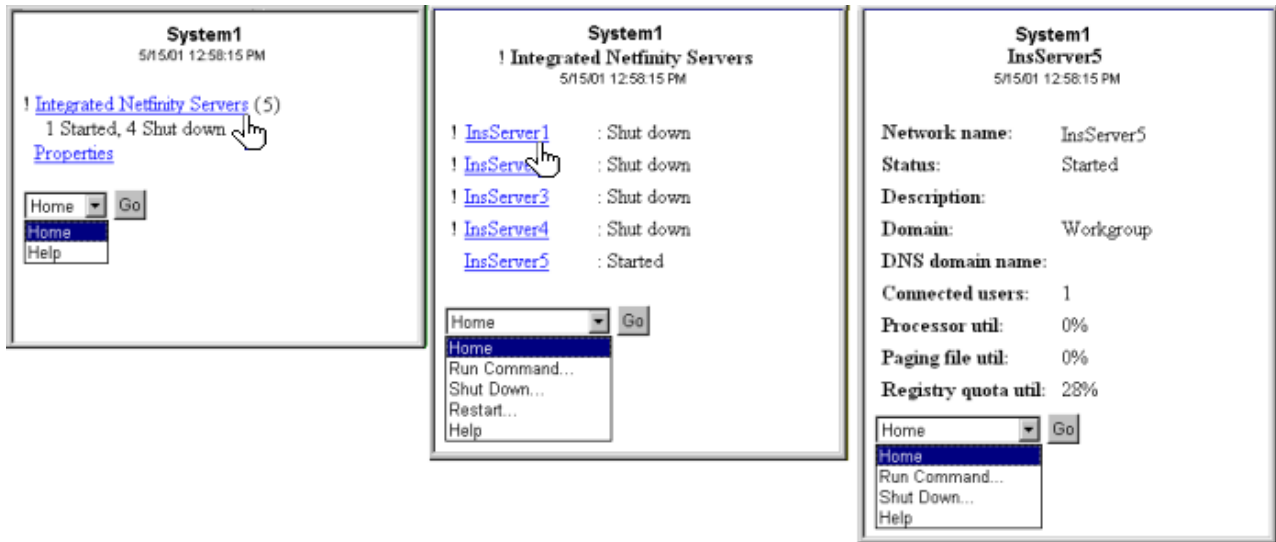 System1
5/15/01 12:58:15 PM
! Integrated Netfinity Servers (5)
1 Started, 4 Shut down
Properties
Home Go
Home
Help
System1
! Integrated Netfinity Servers
5/15/01 12:58:15 PM
! InsServer1 : Shut down
! InsServe : Shut down
! InsServer3 : Shut down
! InsServer4 : Shut down
InsServer5 : Started
Home Go
Home
Run Command...
Shut Down...
Restart...
Help
System1
InsServer5
5/15/01 12:58:15 PM
Network name: InsServer5
Status: Started
Description:
Domain: Workgroup
DNS domain name:
Connected users: 1
Processor util: 0%
Paging file util: 0%
Registry quota util: 28%
Home Go
Home
Run Command...
Shut Down...
Help